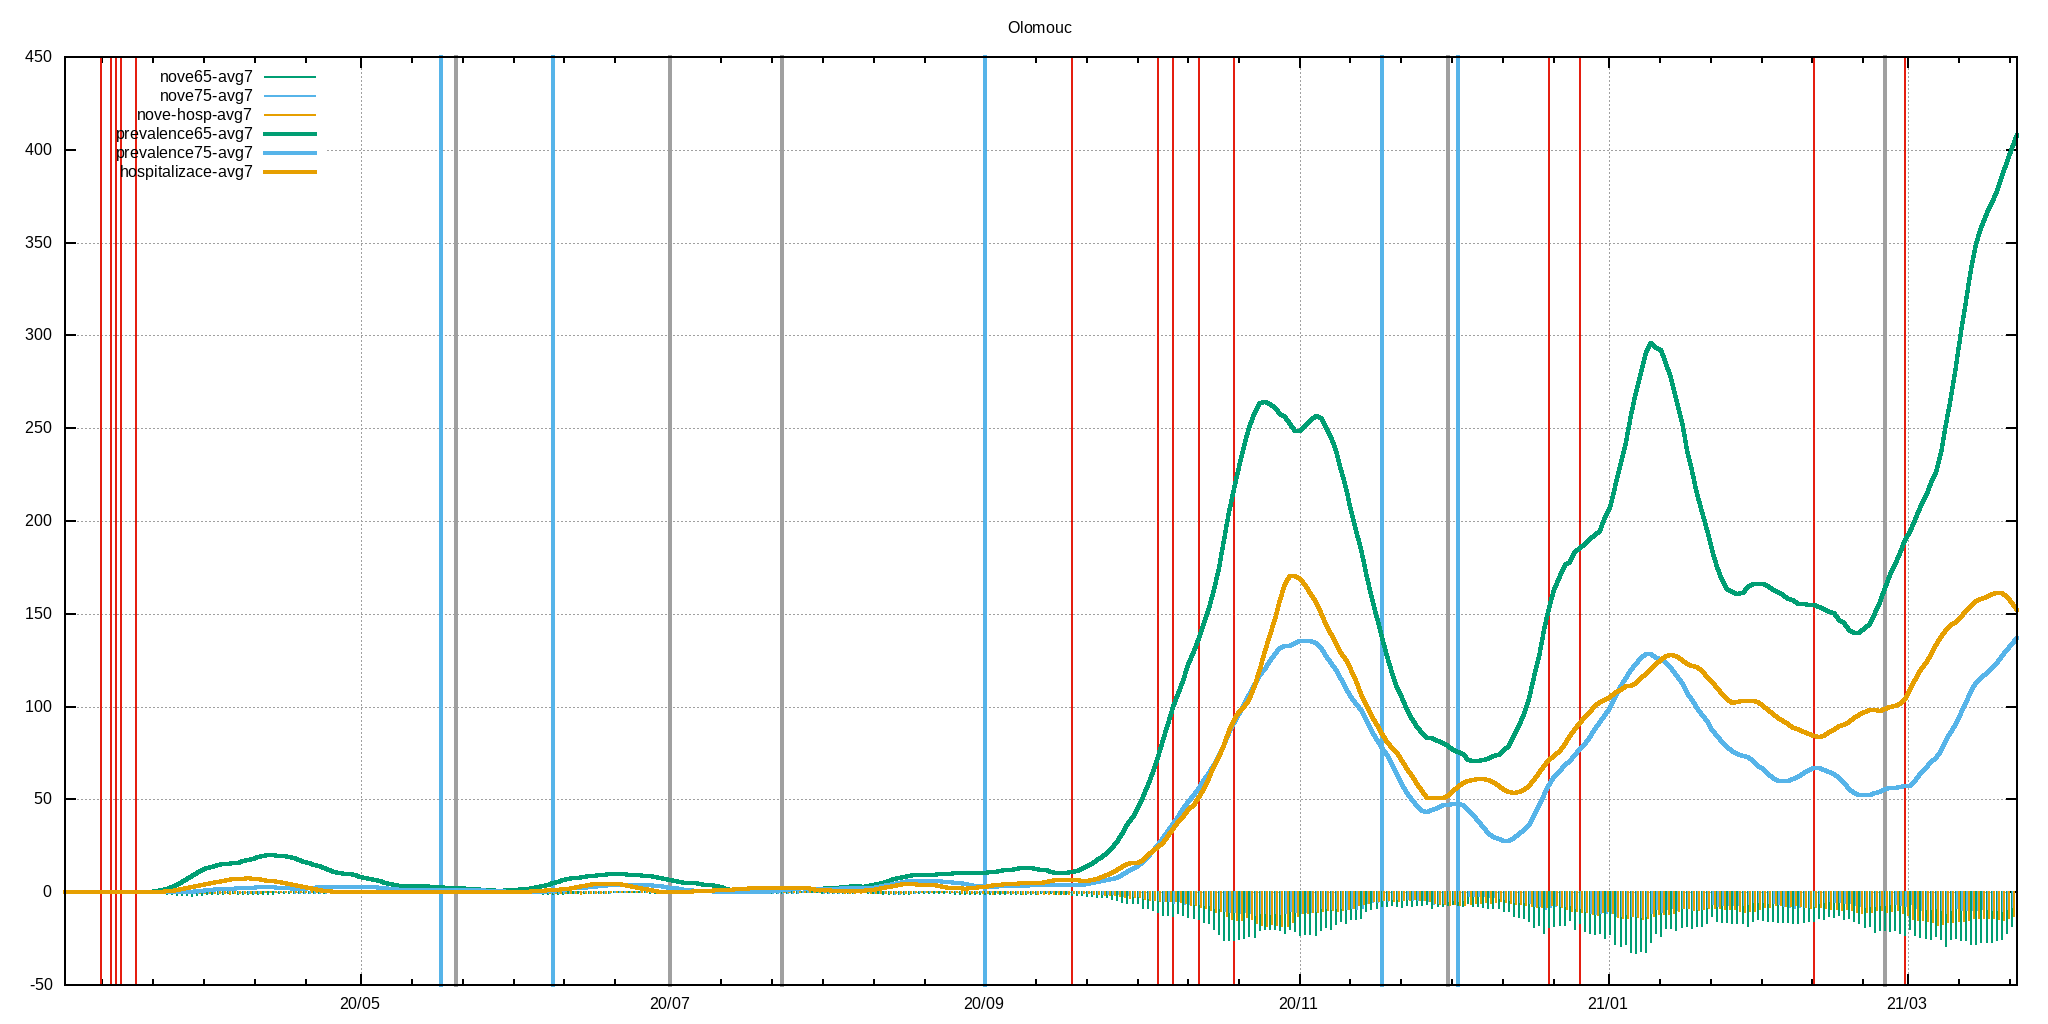 Olomouc
450
400
350
300
250
200
150
100
50
0
-50
nove65-avg7
nove75-avg7
nove-hosp-avg7
prevalence65-avg7
prevalence75-avg7
hospitalizace-avg7
20/05
20/07
20/09
20/11
21/01
21/03